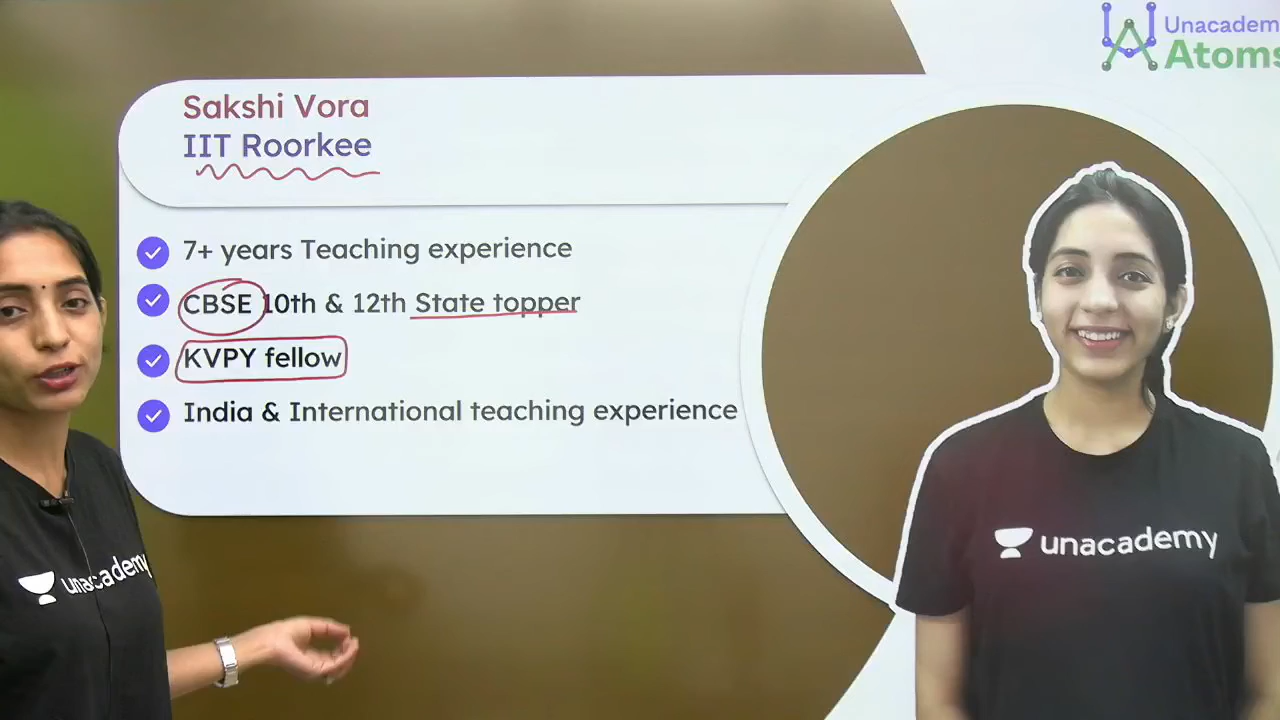 Unacadem
Atoms
Sakshi Vora
IIT Roorkee
7+ years Teaching experience
CBSE 10th & 12th State topper
KVPY fellow
India & International teaching experience
unacademy
unacademy